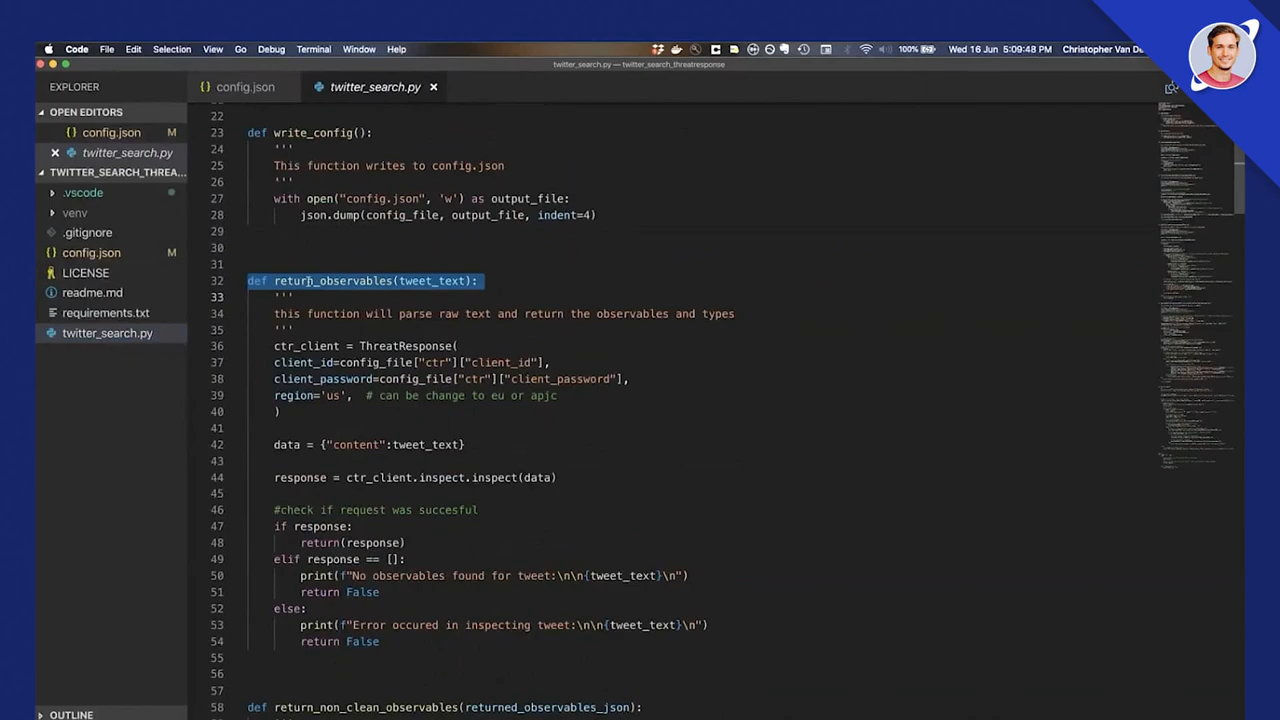 Code File Edit Selection View Go Debug Terminal Window Help 100% Wed 16 Jun 5:09:48 PM Christopher Van De
twitter_search.py — twitter_search_threatresponse
EXPLORER
OPEN EDITORS
config.json M
twitter_search.py
TWITTER_SEARCH_THREA...
.vscode
venv
.gitignore
config.json M
LICENSE
readme.md
requirements.txt
twitter_search.py
OUTLINE
config.json twitter_search.py
22
23 def write_config():
24 '''
25 This function writes to config.json
26 '''
27 with open("config.json", 'w') as output_file:
28 json.dump(config_file, output_file, indent=4)
29
30
31
32 def return_observables(tweet_text):
33 '''
34 this function will parse raw text and return the observables and types
35 '''
36 ctr_client = ThreatResponse(
37 client_id=config_file["ctr"]["client_id"],
38 client_password=config_file["ctr"]["client_password"],
39 region='us', # can be change to eu or apjc
40 )
41
42 data = {"content":tweet_text}
43
44 response = ctr_client.inspect.inspect(data)
45
46 #check if request was succesful
47 if response:
48 return(response)
49 elif response == []:
50 print(f"No observables found for tweet:\n\n{tweet_text}\n")
51 return False
52 else:
53 print(f"Error occured in inspecting tweet:\n\n{tweet_text}\n")
54 return False
55
56
57
58 def return_non_clean_observables(returned_observables_json):